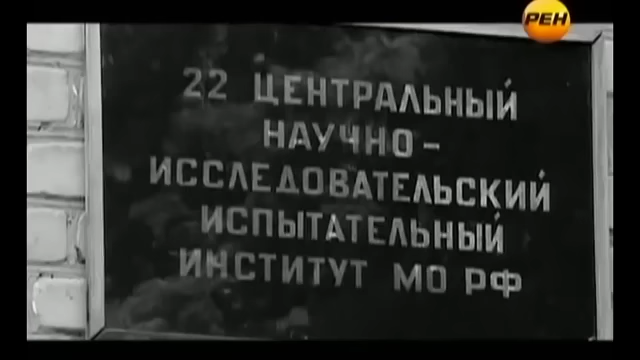 РЕН
22 ЦЕНТРАЛЬНЫЙ
НАУЧНО-
ИССЛЕДОВАТЕЛЬСКИЙ
ИСПЫТАТЕЛЬНЫЙ
ИНСТИТУТ МО РФ